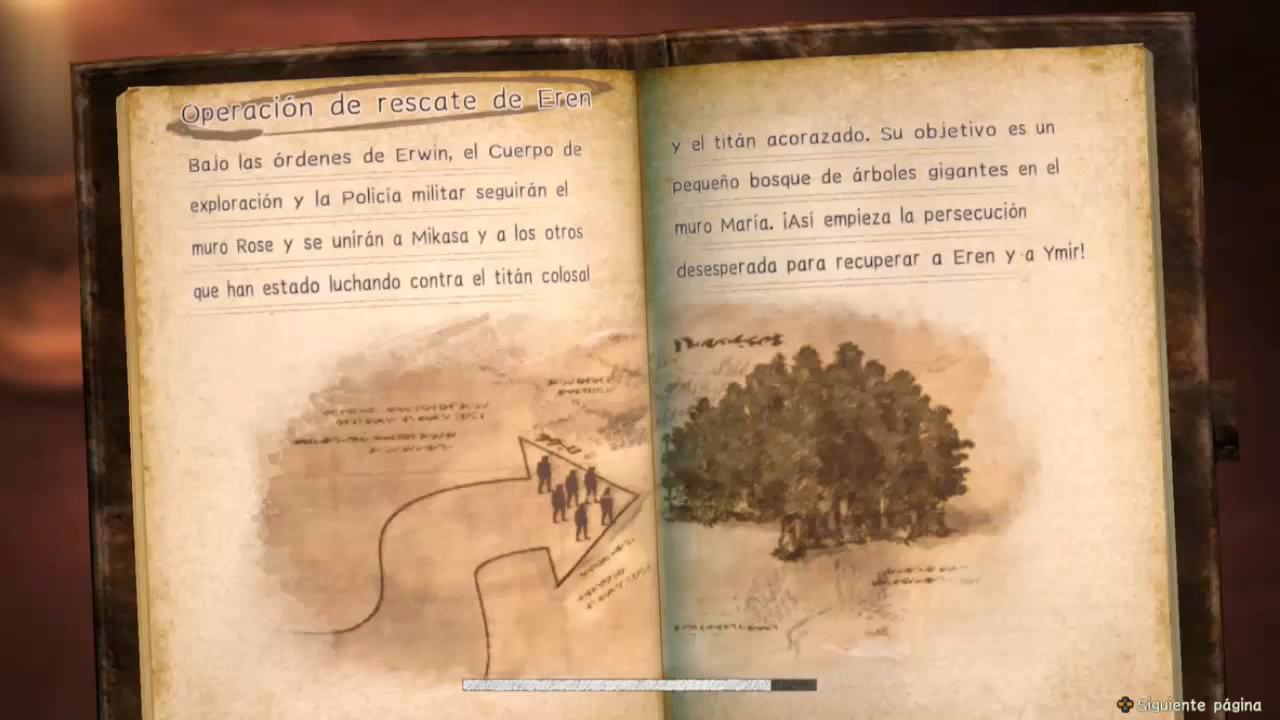 Operación de rescate de Eren
Bajo las órdenes de Erwin, el Cuerpo de
exploración y la Policía militar seguirán el
muro Rose y se unirán a Mikasa y a los otros
que han estado luchando contra el titán colosal
y el titán acorazado. Su objetivo es un
pequeño bosque de árboles gigantes en el
muro María. ¡Así empieza la persecución
desesperada para recuperar a Eren y a Ymir!
Siguiente página